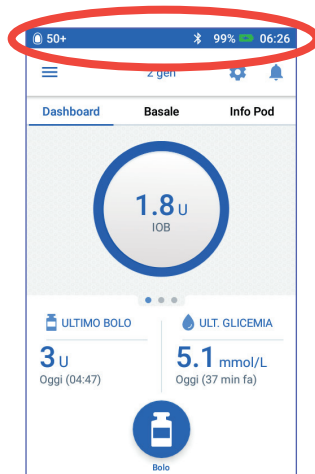 50+ 99% 06:26
2 gen
Dashboard Basale Info Pod
1.8 U
IOB
ULTIMO BOLO ULT. GLICEMIA
3 U 5.1 mmol/L
Oggi (04:47) Oggi (37 min fa)
Bolo